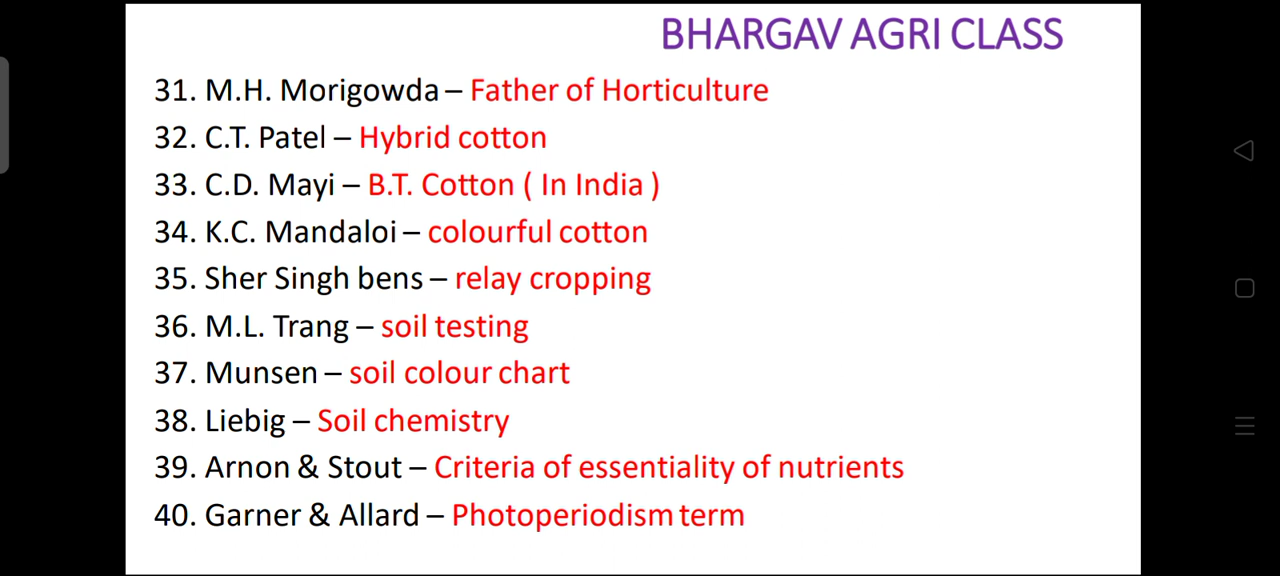 BHARGAV AGRI CLASS
31. M.H. Morigowda – Father of Horticulture
32. C.T. Patel – Hybrid cotton
33. C.D. Mayi – B.T. Cotton ( In India )
34. K.C. Mandaloi – colourful cotton
35. Sher Singh bens – relay cropping
36. M.L. Trang – soil testing
37. Munsen – soil colour chart
38. Liebig – Soil chemistry
39. Arnon & Stout – Criteria of essentiality of nutrients
40. Garner & Allard – Photoperiodism term